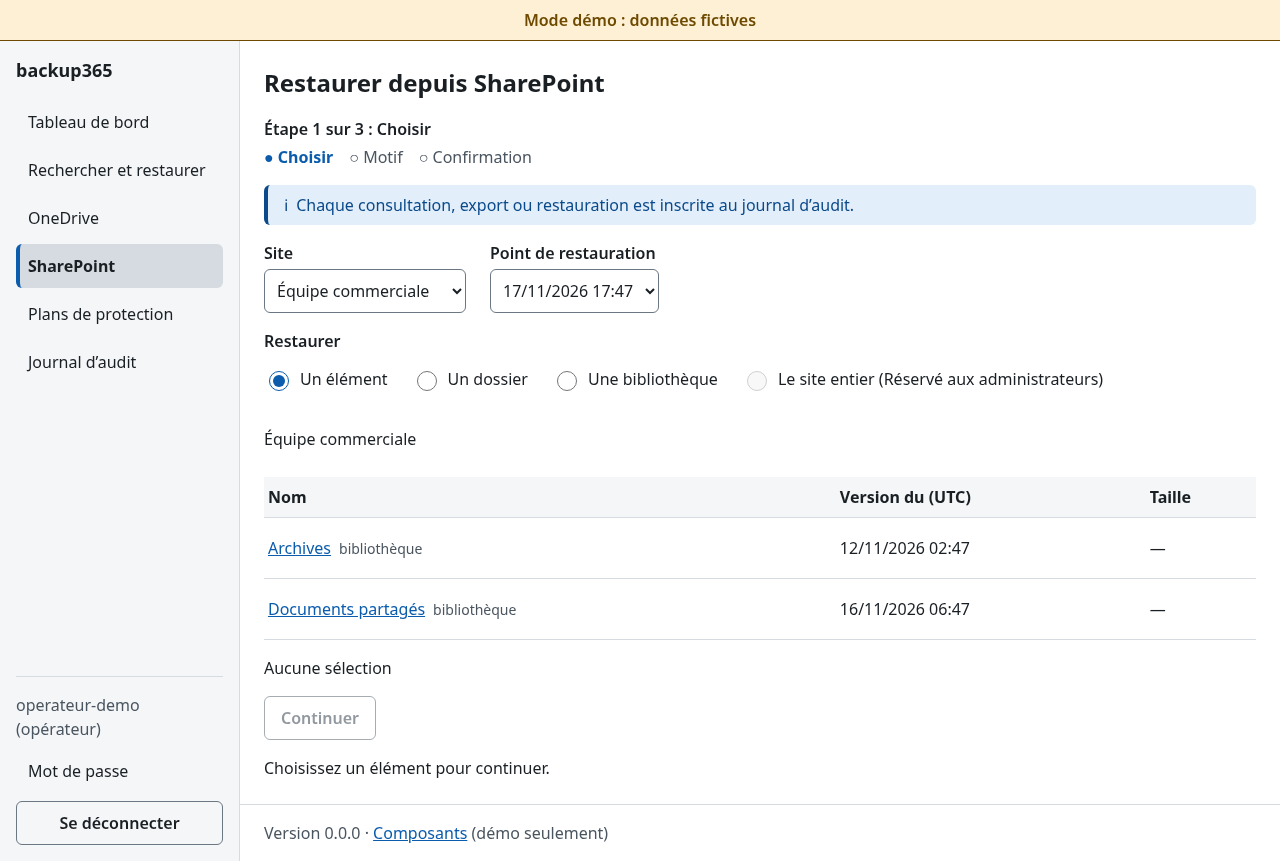 Mode démo : données fictives
backup365
Tableau de bord
Rechercher et restaurer
OneDrive
SharePoint
Plans de protection
Journal d’audit
operateur-demo
(opérateur)
Mot de passe
Se déconnecter
Restaurer depuis SharePoint
Étape 1 sur 3 : Choisir
● Choisir ○ Motif ○ Confirmation
i Chaque consultation, export ou restauration est inscrite au journal d’audit.
Site Point de restauration
Équipe commerciale 17/11/2026 17:47
Restaurer
Un élément Un dossier Une bibliothèque Le site entier (Réservé aux administrateurs)
Équipe commerciale
Nom Version du (UTC) Taille
Archives bibliothèque 12/11/2026 02:47 —
Documents partagés bibliothèque 16/11/2026 06:47 —
Aucune sélection
Continuer
Choisissez un élément pour continuer.
Version 0.0.0 · Composants (démo seulement)